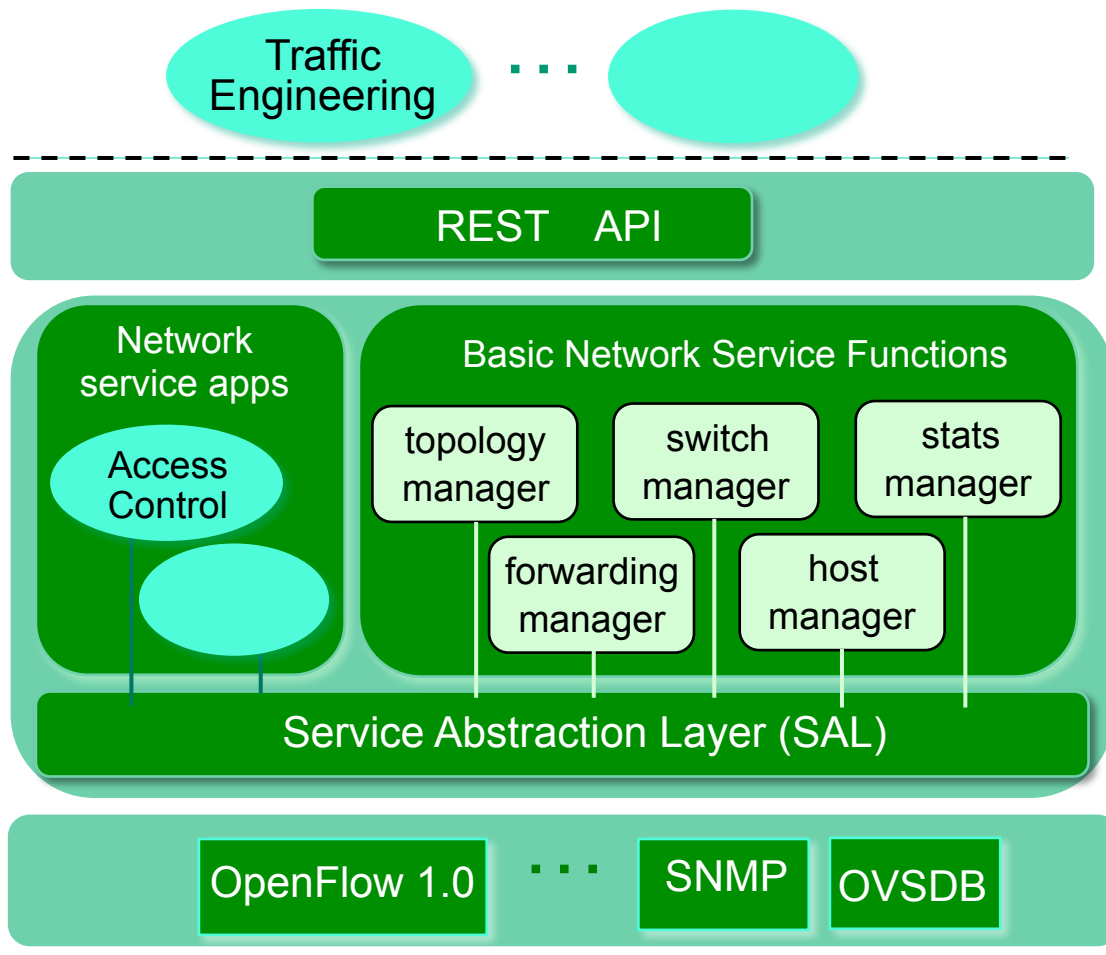 Traffic
Engineering
. . .
REST API
Network
service apps
Access
Control
Basic Network Service Functions
topology
manager
switch
manager
stats
manager
forwarding
manager
host
manager
Service Abstraction Layer (SAL)
OpenFlow 1.0
. . .
SNMP
OVSDB